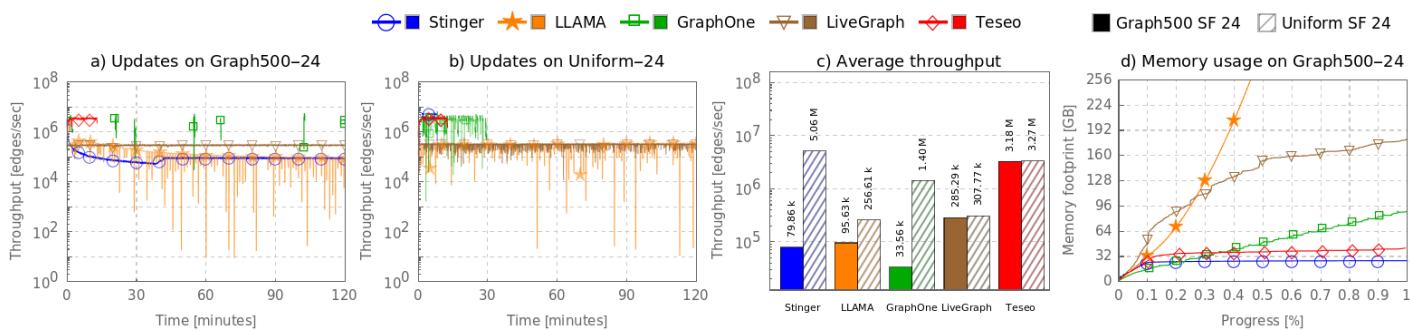 Stinger LLAMA GraphOne LiveGraph Teseo Graph500 SF 24 Uniform SF 24
a) Updates on Graph500–24
10^8
10^6
10^4
10^2
10^0
0 30 60 90 120
Throughput [edges/sec]
Time [minutes]
b) Updates on Uniform–24
10^8
10^6
10^4
10^2
10^0
0 30 60 90 120
Throughput [edges/sec]
Time [minutes]
c) Average throughput
10^8
10^7
10^6
10^5
Throughput [edges/sec]
79.86 k
5.06 M
95.63 k
256.61 k
33.56 k
1.40 M
285.29 k
307.77 k
3.18 M
3.27 M
Stinger LLAMA GraphOne LiveGraph Teseo
d) Memory usage on Graph500–24
256
224
192
160
128
96
64
32
0
0 0.1 0.2 0.3 0.4 0.5 0.6 0.7 0.8 0.9 1
Memory footprint [GB]
Progress [%]